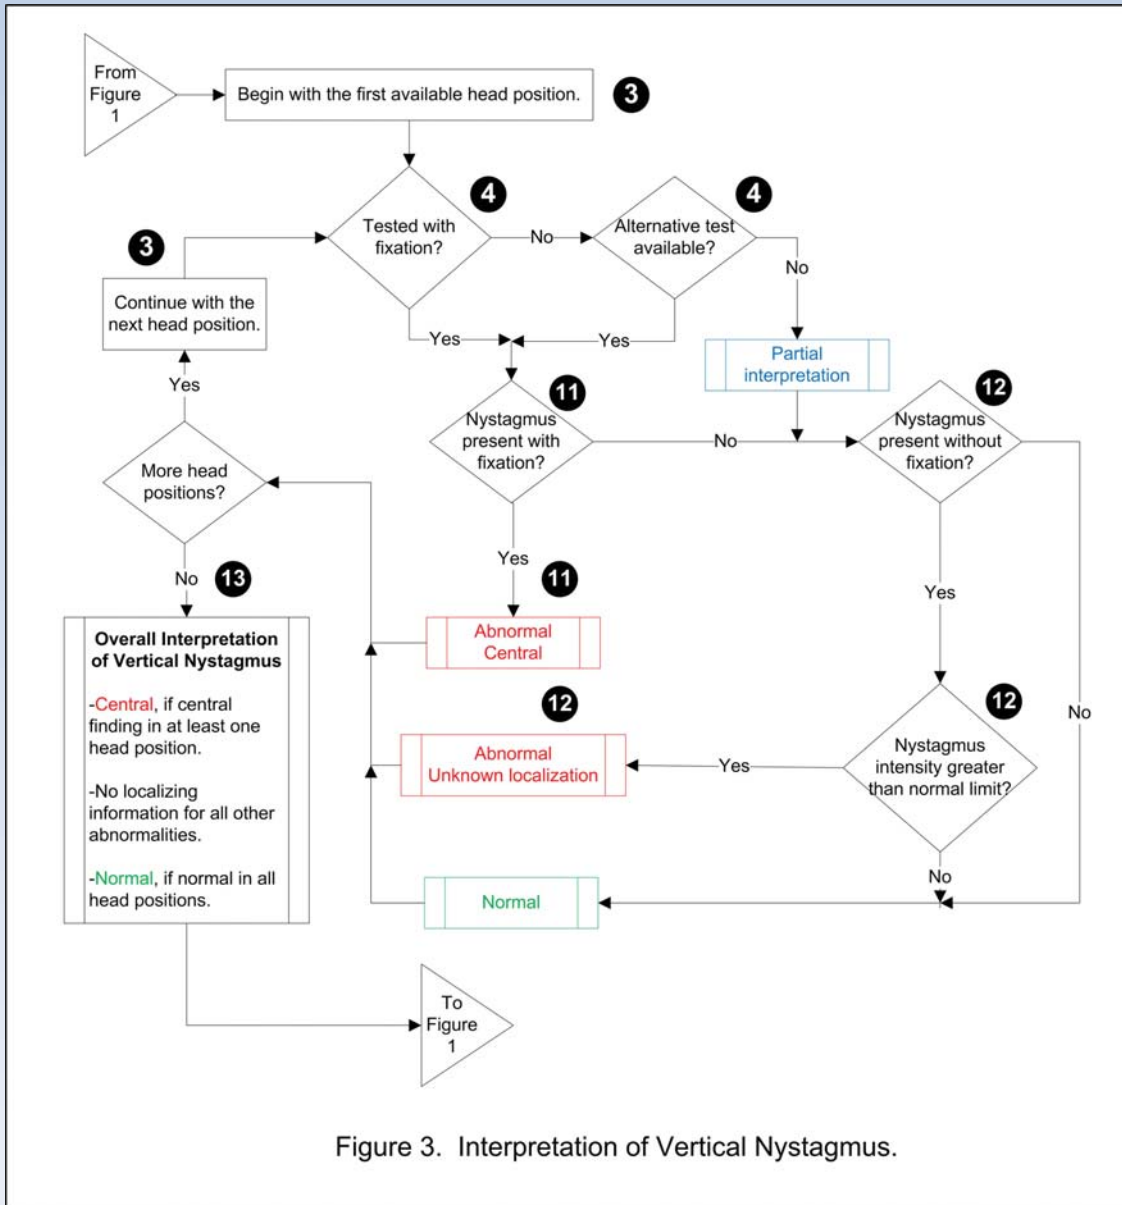 From
Figure
1
Begin with the first available head position.
3
Tested with
fixation?
4
No
Alternative test
available?
4
No
3
Continue with the
next head position.
Yes
Yes
Yes
Partial
interpretation
Nystagmus
present with
fixation?
11
No
Nystagmus
present without
fixation?
12
More head
positions?
Yes
11
Yes
No
No
13
Abnormal
Central
Overall Interpretation
of Vertical Nystagmus
-Central, if central
finding in at least one
head position.
-No localizing
information for all other
abnormalities.
-Normal, if normal in all
head positions.
12
Abnormal
Unknown localization
Yes
Nystagmus
intensity greater
than normal limit?
12
No
Normal
To
Figure
1
Figure 3. Interpretation of Vertical Nystagmus.